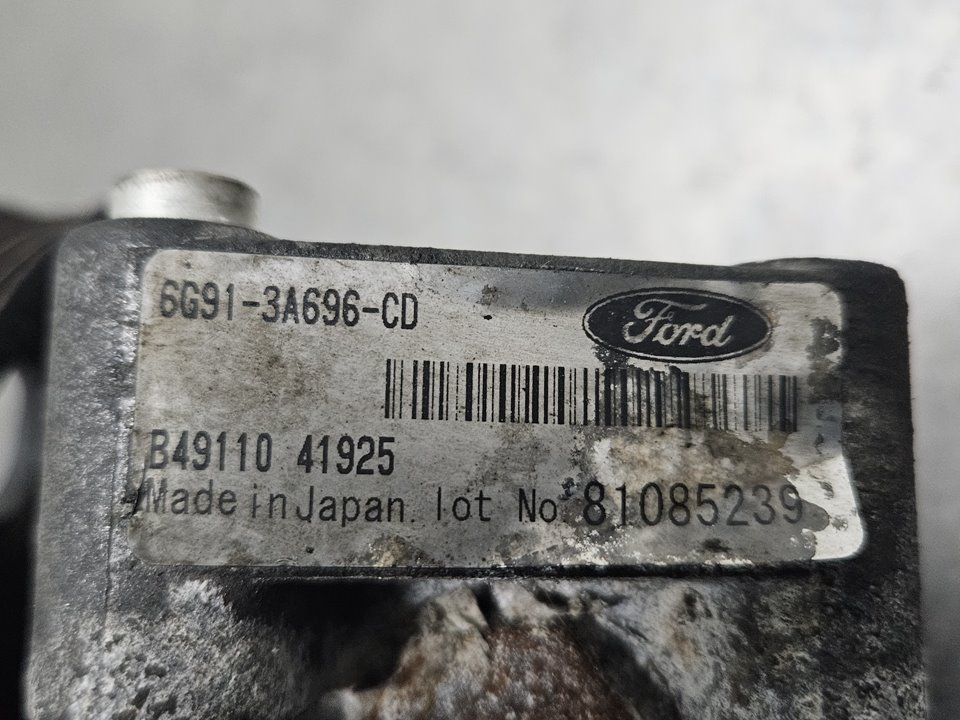 6G91-3A696-CD
Ford
B49110 41925
Made in Japan. lot No 81085239